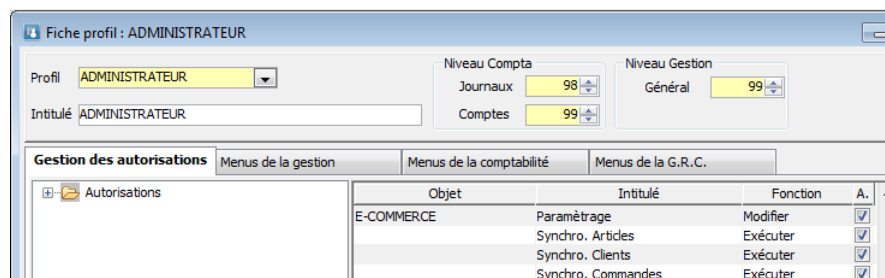 Fiche profil : ADMINISTRATEUR
Niveau Compta
Niveau Gestion
Profil ADMINISTRATEUR
Journaux 98
Général 99
Intitulé ADMINISTRATEUR
Comptes 99
Gestion des autorisations Menus de la gestion Menus de la comptabilité Menus de la G.R.C.
Autorisations
Objet Intitulé Fonction A.
E-COMMERCE Paramètrage Modifier
Synchro. Articles Exécuter
Synchro. Clients Exécuter
Synchro. Commandes Exécuter